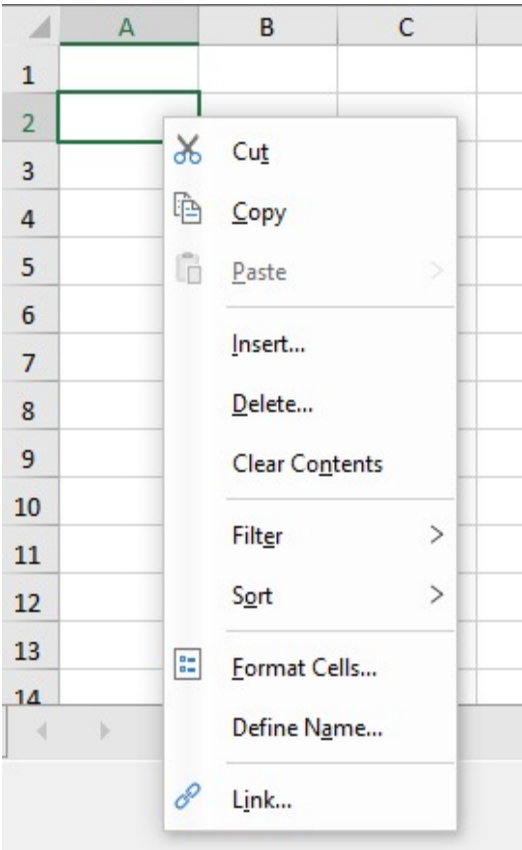 A B C
1
2
3
4
5
6
7
8
9
10
11
12
13
14
Cut
Copy
Paste
Insert...
Delete...
Clear Contents
Filter
Sort
Format Cells...
Define Name...
Link...